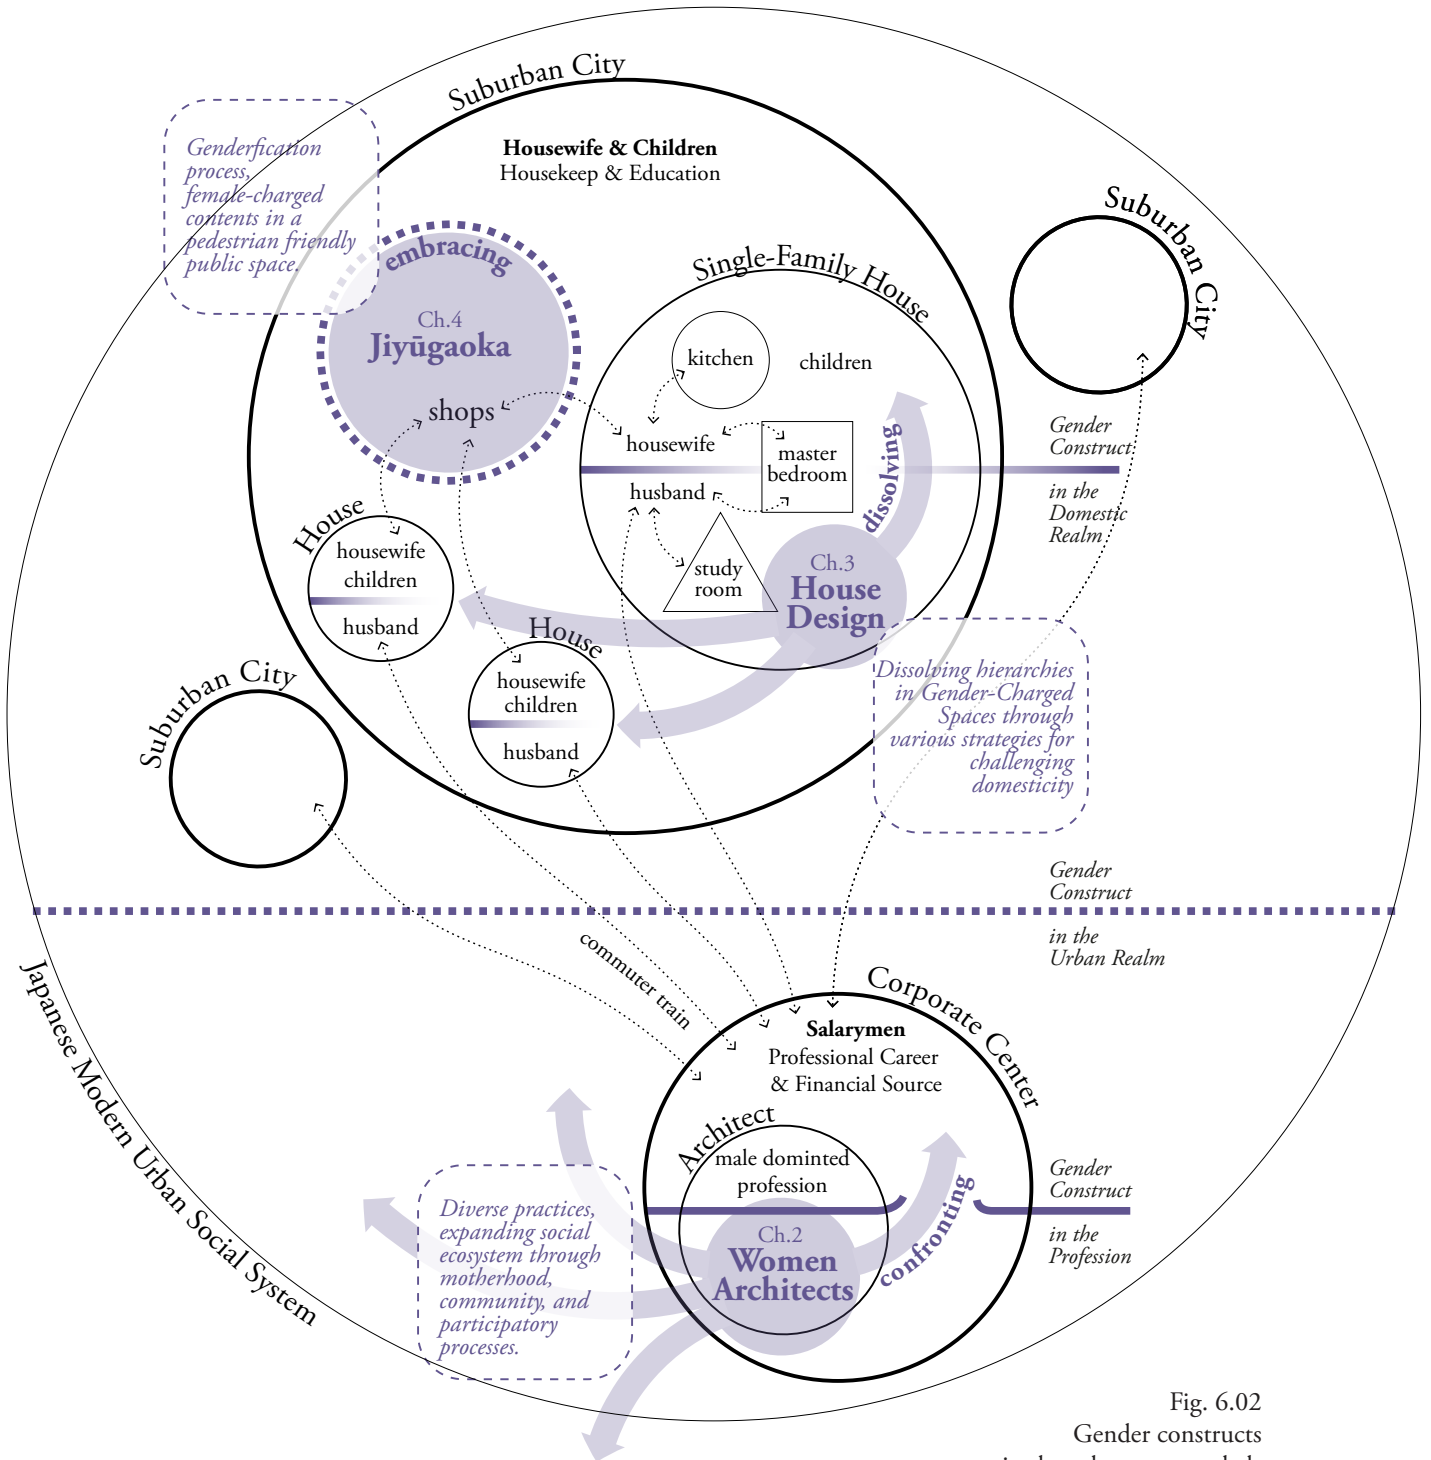 Suburban City
Housewife & Children
Housekeep & Education
Genderfication
process,
female-charged
contents in a
pedestrian friendly
public space.
Suburban City
embracing
Ch.4
Jiyūgaoka
shops
Single-Family House
kitchen
children
housewife
master
bedroom
husband
study
room
dissolving
Gender
Construct
in the
Domestic
Realm
Ch.3
House
Design
House
housewife
children
husband
House
housewife
children
husband
Suburban City
Dissolving hierarchies
in Gender-Charged
Spaces through
various strategies for
challenging
domesticity
Gender
Construct
in the
Urban Realm
commuter train
Japanese Modern Urban Social System
Corporate Center
Salarymen
Professional Career
& Financial Source
Architect
male dominted
profession
Ch.2
Women
Architects
confronting
Gender
Construct
in the
Profession
Diverse practices,
expanding social
ecosystem through
motherhood,
community, and
participatory
processes.
Fig. 6.02
Gender constructs